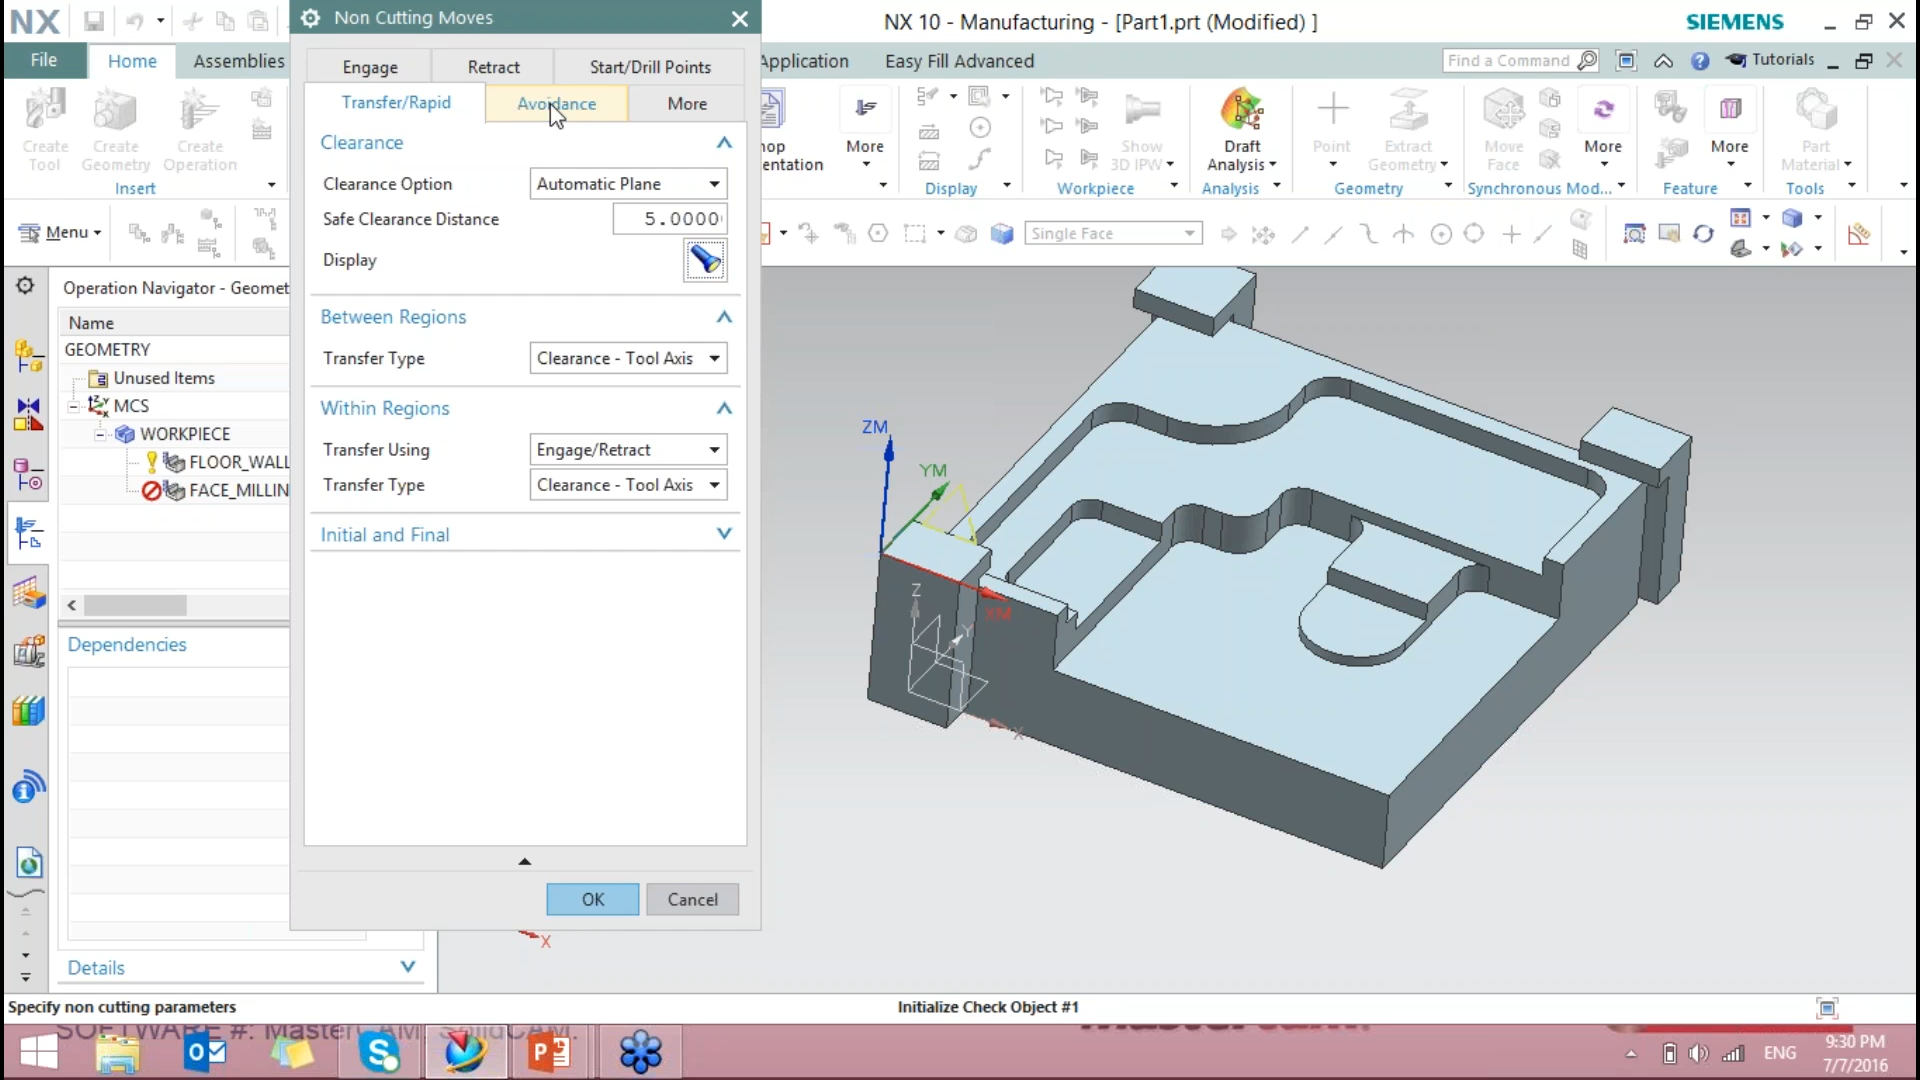 NX
Non Cutting Moves
NX 10 - Manufacturing - [Part1.prt (Modified) ]
SIEMENS
File
Home
Assemblies
Application
Easy Fill Advanced
Find a Command
Tutorials
Engage
Retract
Start/Drill Points
Transfer/Rapid
Avoidance
More
Create
Tool
Create
Geometry
Create
Operation
Insert
More
Display
Show
3D IPW
Workpiece
Draft
Analysis
Analysis
Point
Extract
Geometry
Geometry
Move
Face
More
Synchronous Mod...
More
Feature
Part
Material
Tools
Menu
Single Face
Clearance
Clearance Option
Automatic Plane
Safe Clearance Distance
5.0000
Display
Between Regions
Transfer Type
Clearance - Tool Axis
Within Regions
Transfer Using
Engage/Retract
Transfer Type
Clearance - Tool Axis
Initial and Final
OK
Cancel
Operation Navigator - Geomet
Name
GEOMETRY
Unused Items
MCS
WORKPIECE
FLOOR_WALL
FACE_MILLIN
Dependencies
Details
ZM
YM
XM
Z
Y
X
X
Specify non cutting parameters
Initialize Check Object #1
SOFTWARE #: MasterCAM, SolidCAM.
ENG
9:30 PM
7/7/2016